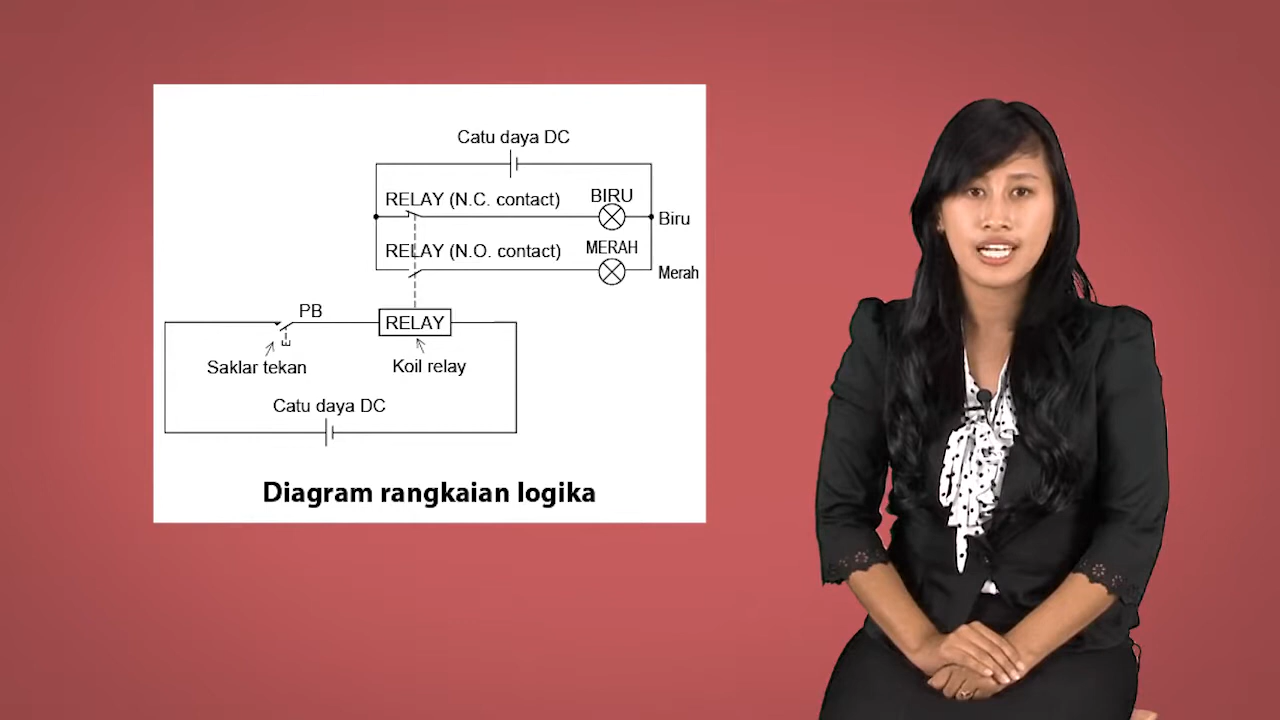 Catu daya DC
RELAY (N.C. contact)
BIRU
Biru
RELAY (N.O. contact)
MERAH
Merah
PB
RELAY
Saklar tekan
Koil relay
Catu daya DC
Diagram rangkaian logika